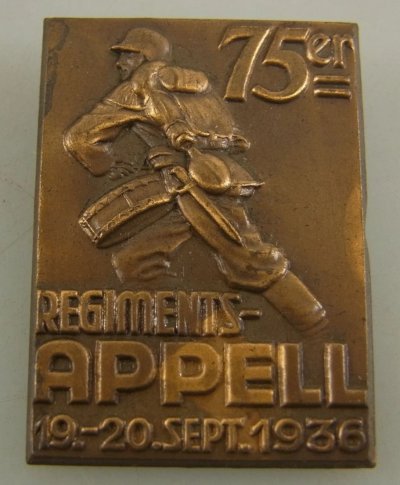 75er
REGIMENTS-
APPELL
19.-20.SEPT.1936